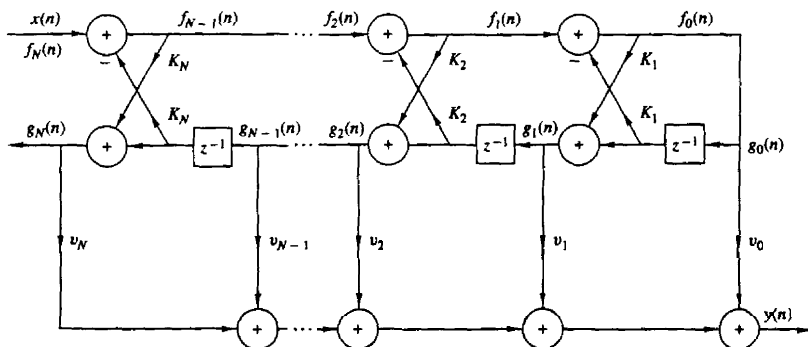 x(n) f_{N-1}(n) f_2(n) f_1(n) f_0(n)
+ ... + +
f_N(n) − K_N − K_2 − K_1
K_N K_2 K_1
g_N(n) g_{N-1}(n) g_2(n) g_1(n)
+ z^{-1} ... + z^{-1} + z^{-1} g_0(n)
v_N v_{N-1} v_2 v_1 v_0
+ ... + + + y(n)